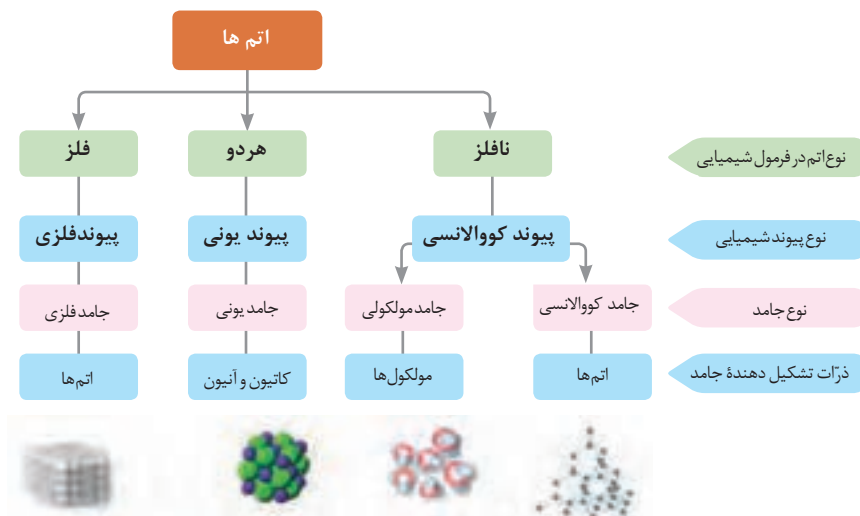 اتم ها
نوع اتم در فرمول شیمیایی
نافلز
هردو
فلز
نوع پیوند شیمیایی
پیوند کووالانسی
پیوند یونی
پیوند فلزی
نوع جامد
جامد کووالانسی
جامد مولکولی
جامد یونی
جامد فلزی
ذرّات تشکیل دهندهٔ جامد
اتم‌ها
مولکول‌ها
کاتیون و آنیون
اتم‌ها